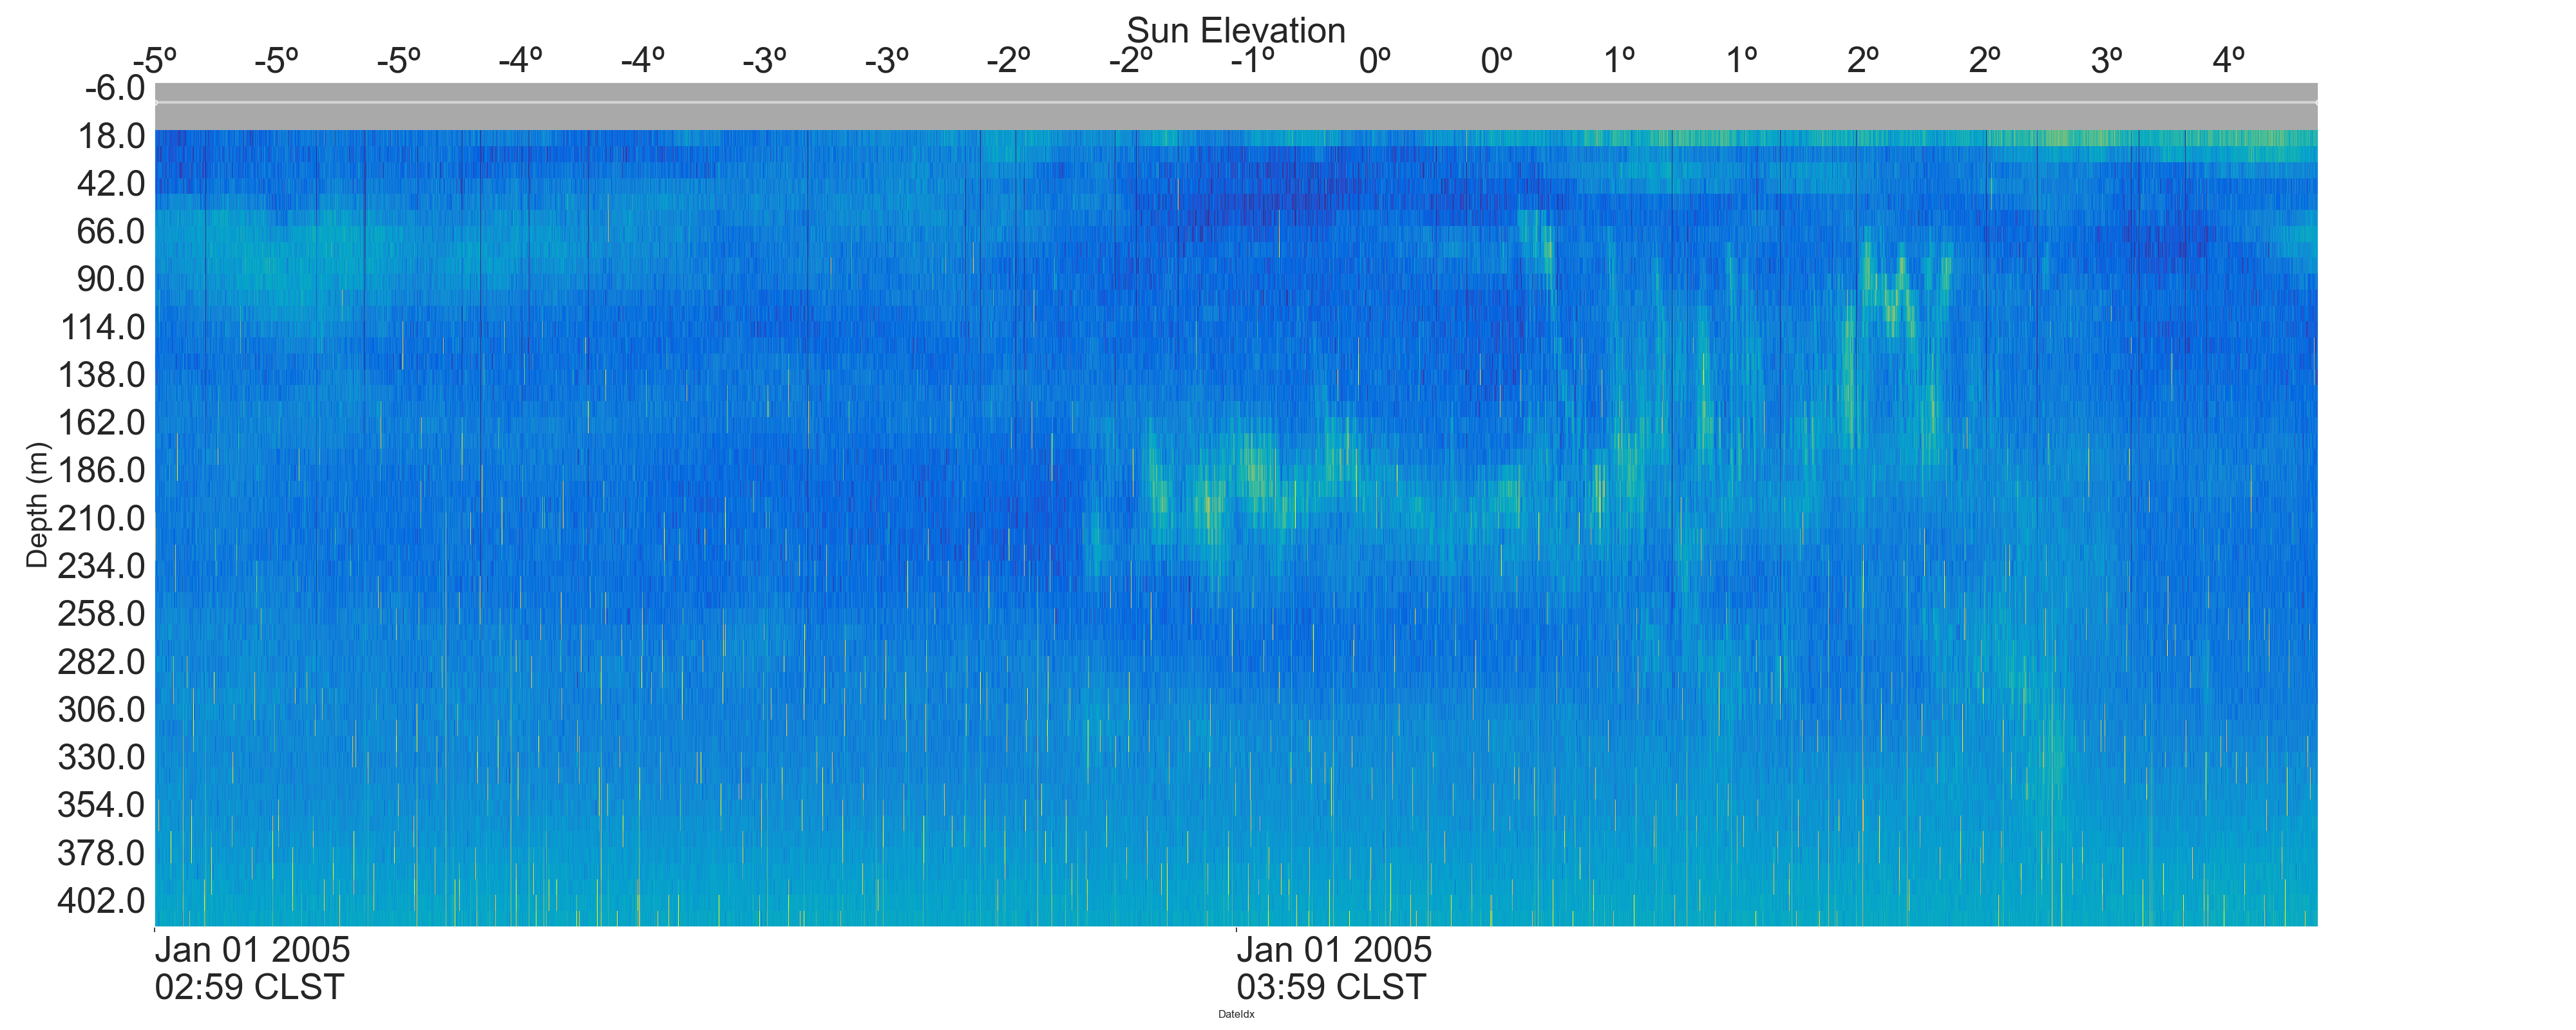 Sun Elevation
-5º -5º -5º -4º -4º -3º -3º -2º -2º -1º 0º 0º 1º 1º 2º 2º 3º 4º
-6.0
18.0
42.0
66.0
90.0
114.0
138.0
162.0
186.0
210.0
234.0
258.0
282.0
306.0
330.0
354.0
378.0
402.0
Depth (m)
Jan 01 2005
02:59 CLST
Jan 01 2005
03:59 CLST
DateIdx